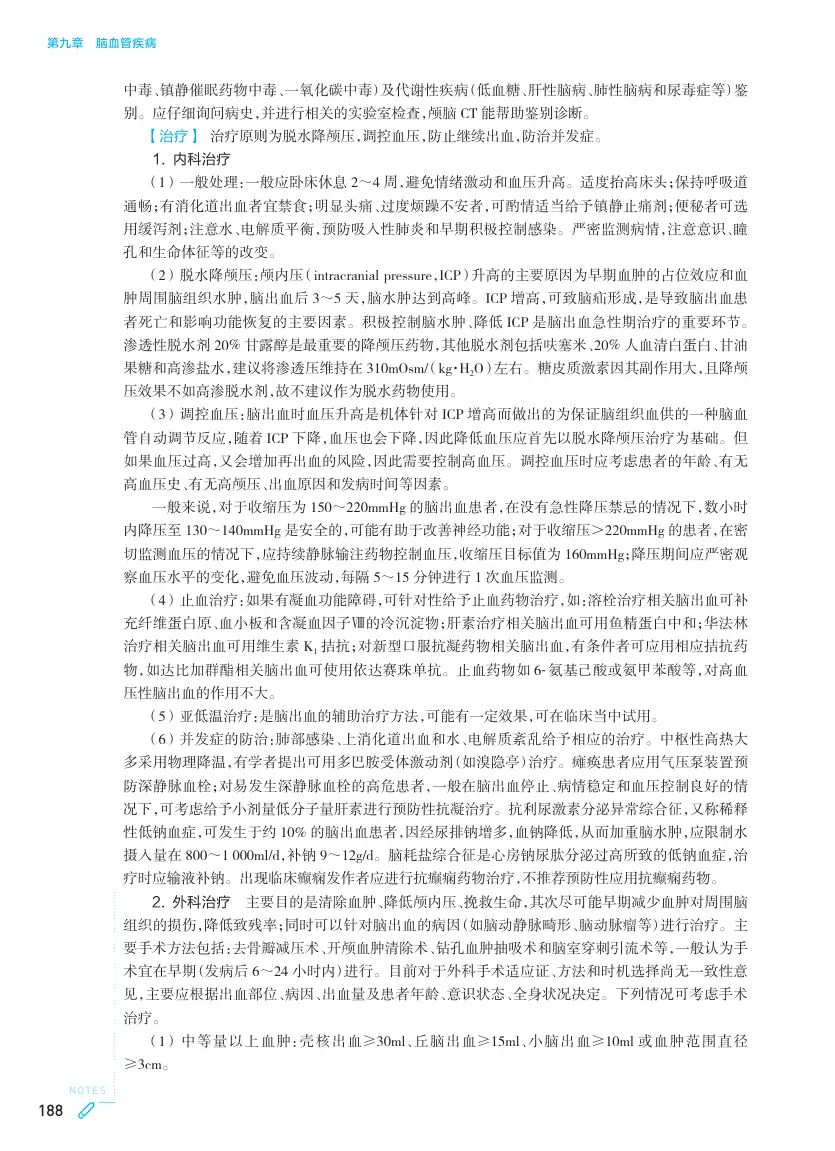 第九章　脑血管疾病
中毒、镇静催眠药物中毒、一氧化碳中毒）及代谢性疾病（低血糖、肝性脑病、肺性脑病和尿毒症等）鉴
别。应仔细询问病史，并进行相关的实验室检查，颅脑 CT 能帮助鉴别诊断。
【治疗】 治疗原则为脱水降颅压，调控血压，防止继续出血，防治并发症。
1. 内科治疗
（1）一般处理：一般应卧床休息 2～4 周，避免情绪激动和血压升高。适度抬高床头；保持呼吸道
通畅；有消化道出血者宜禁食；明显头痛、过度烦躁不安者，可酌情适当给予镇静止痛剂；便秘者可选
用缓泻剂；注意水、电解质平衡，预防吸入性肺炎和早期积极控制感染。严密监测病情，注意意识、瞳
孔和生命体征等的改变。
（2）脱水降颅压：颅内压（intracranial pressure，ICP）升高的主要原因为早期血肿的占位效应和血
肿周围脑组织水肿，脑出血后 3～5 天，脑水肿达到高峰。ICP 增高，可致脑疝形成，是导致脑出血患
者死亡和影响功能恢复的主要因素。积极控制脑水肿、降低 ICP 是脑出血急性期治疗的重要环节。
渗透性脱水剂 20% 甘露醇是最重要的降颅压药物，其他脱水剂包括呋塞米、20% 人血清白蛋白、甘油
果糖和高渗盐水，建议将渗透压维持在 310mOsm/（kg·H₂O）左右。糖皮质激素因其副作用大，且降颅
压效果不如高渗脱水剂，故不建议作为脱水药物使用。
（3）调控血压：脑出血时血压升高是机体针对 ICP 增高而做出的为保证脑组织血供的一种脑血
管自动调节反应，随着 ICP 下降，血压也会下降，因此降低血压应首先以脱水降颅压治疗为基础。但
如果血压过高，又会增加再出血的风险，因此需要控制高血压。调控血压时应考虑患者的年龄、有无
高血压史、有无高颅压、出血原因和发病时间等因素。
一般来说，对于收缩压为 150～220mmHg 的脑出血患者，在没有急性降压禁忌的情况下，数小时
内降压至 130～140mmHg 是安全的，可能有助于改善神经功能；对于收缩压＞220mmHg 的患者，在密
切监测血压的情况下，应持续静脉输注药物控制血压，收缩压目标值为 160mmHg；降压期间应严密观
察血压水平的变化，避免血压波动，每隔 5～15 分钟进行 1 次血压监测。
（4）止血治疗：如果有凝血功能障碍，可针对性给予止血药物治疗，如：溶栓治疗相关脑出血可补
充纤维蛋白原、血小板和含凝血因子Ⅷ的冷沉淀物；肝素治疗相关脑出血可用鱼精蛋白中和；华法林
治疗相关脑出血可用维生素 K₁ 拮抗；对新型口服抗凝药物相关脑出血，有条件者可应用相应拮抗药
物，如达比加群酯相关脑出血可使用依达赛珠单抗。止血药物如 6- 氨基己酸或氨甲苯酸等，对高血
压性脑出血的作用不大。
（5）亚低温治疗：是脑出血的辅助治疗方法，可能有一定效果，可在临床当中试用。
（6）并发症的防治：肺部感染、上消化道出血和水、电解质紊乱给予相应的治疗。中枢性高热大
多采用物理降温，有学者提出可用多巴胺受体激动剂（如溴隐亭）治疗。瘫痪患者应用气压泵装置预
防深静脉血栓；对易发生深静脉血栓的高危患者，一般在脑出血停止、病情稳定和血压控制良好的情
况下，可考虑给予小剂量低分子量肝素进行预防性抗凝治疗。抗利尿激素分泌异常综合征，又称稀释
性低钠血症，可发生于约 10% 的脑出血患者，因经尿排钠增多，血钠降低，从而加重脑水肿，应限制水
摄入量在 800～1 000ml/d，补钠 9～12g/d。脑耗盐综合征是心房钠尿肽分泌过高所致的低钠血症，治
疗时应输液补钠。出现临床癫痫发作者应进行抗癫痫药物治疗，不推荐预防性应用抗癫痫药物。
2. 外科治疗　主要目的是清除血肿、降低颅内压、挽救生命，其次尽可能早期减少血肿对周围脑
组织的损伤，降低致残率；同时可以针对脑出血的病因（如脑动静脉畸形、脑动脉瘤等）进行治疗。主
要手术方法包括：去骨瓣减压术、开颅血肿清除术、钻孔血肿抽吸术和脑室穿刺引流术等，一般认为手
术宜在早期（发病后 6～24 小时内）进行。目前对于外科手术适应证、方法和时机选择尚无一致性意
见，主要应根据出血部位、病因、出血量及患者年龄、意识状态、全身状况决定。下列情况可考虑手术
治疗。
（1）中等量以上血肿：壳核出血≥30ml、丘脑出血≥15ml、小脑出血≥10ml 或血肿范围直径
≥3cm。
NOTES
188